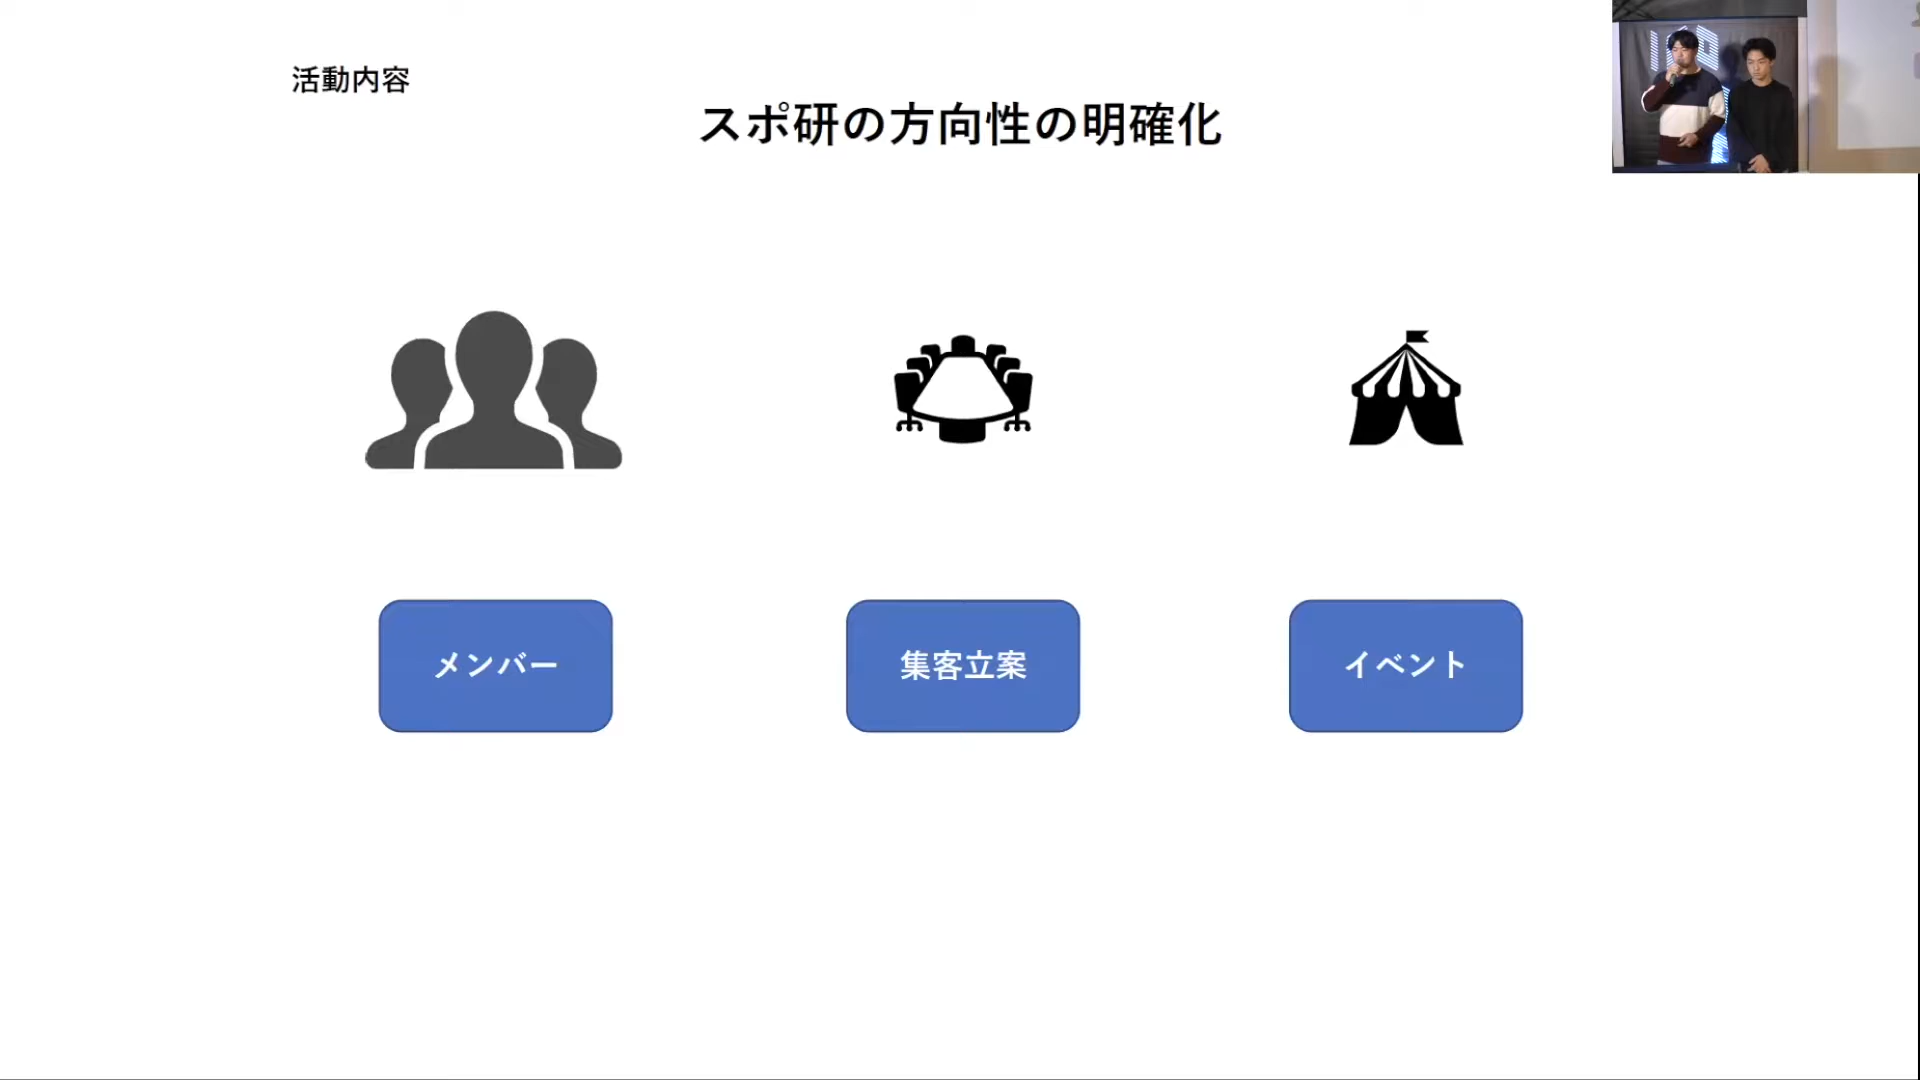 活動内容
スポ研の方向性の明確化
メンバー
集客立案
イベント